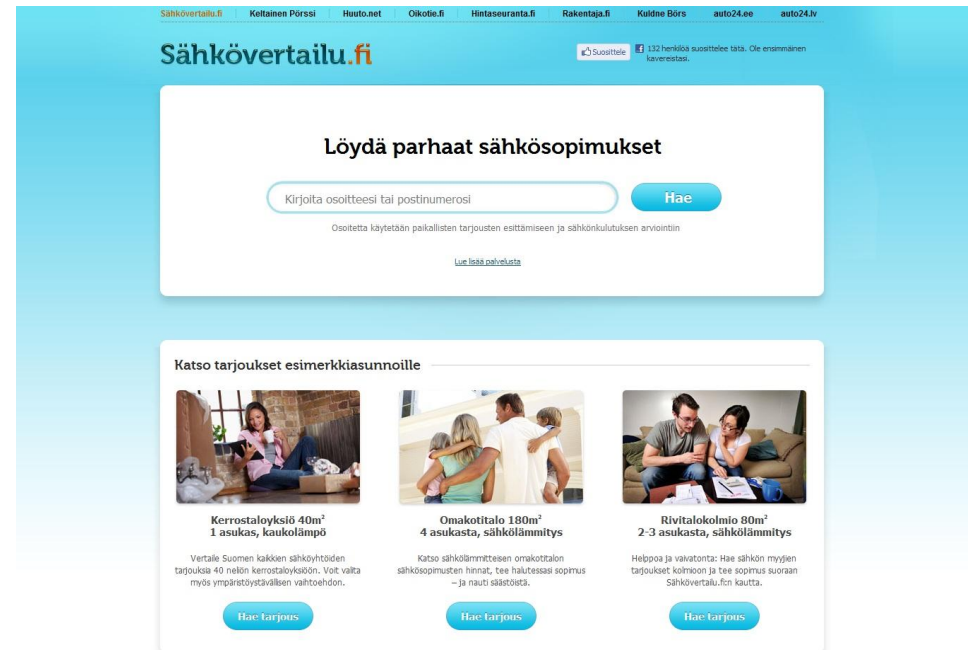 Sähkövertailu.fi Keltainen Pörssi Huuto.net Oikotie.fi Hintaseuranta.fi Rakentaja.fi Kuldne Börs auto24.ee auto24.lv
Sähkövertailu.fi
Suosittele
132 henkilöä suosittelee tätä. Ole ensimmäinen
kavereistasi.
Löydä parhaat sähkösopimukset
Kirjoita osoitteesi tai postinumerosi
Hae
Osoitetta käytetään paikallisten tarjousten esittämiseen ja sähkönkulutuksen arviointiin
Lue lisää palvelusta
Katso tarjoukset esimerkkiasunnoille
Kerrostaloyksiö 40m²
1 asukas, kaukolämpö
Vertaile Suomen kaikkien sähköyhtöiden
tarjouksia 40 neliön kerrostaloyksiöön. Voit valita
myös ympäristöystävällisen vaihtoehdon.
Hae tarjous
Omakotitalo 180m²
4 asukasta, sähkölämmitys
Katso sähkölämmitteisen omakotitalon
sähkösopimusten hinnat, tee halutessasi sopimus
– ja nauti säästöistä.
Hae tarjous
Rivitalokolmio 80m²
2-3 asukasta, sähkölämmitys
Helppoa ja vaivatonta: Hae sähkön myyjien
tarjoukset kolmioon ja tee sopimus suoraan
Sähkövertailu.fi:n kautta.
Hae tarjous